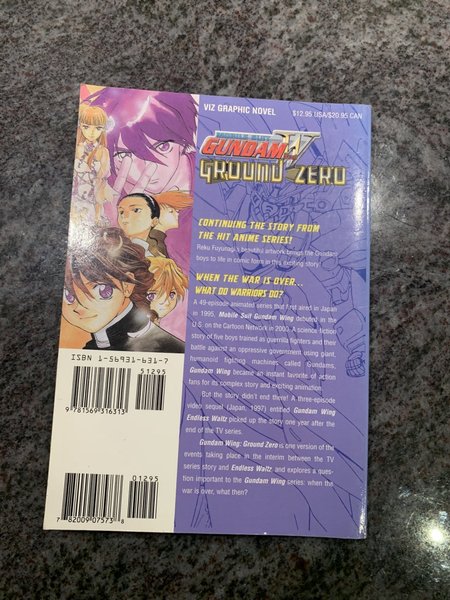 VIZ GRAPHIC NOVEL
$12.95 USA/$20.95 CAN
MOBILE SUIT
GUNDAM W
GROUND ZERO
CONTINUING THE STORY FROM
THE HIT ANIME SERIES!
Reku Fuyunagi's beautiful artwork brings the Gundam
boys to life in comic form in this exciting story!
WHEN THE WAR IS OVER...
WHAT DO WARRIORS DO?
A 49-episode animated series that first aired in Japan
in 1995, Mobile Suit Gundam Wing debuted in the
U.S. on the Cartoon Network in 2000. A science fiction
story of five boys trained as guerrilla fighters and their
battle against an oppressive government using giant,
humanoid fighting machines called Gundams,
Gundam Wing became an instant favorite of action
fans for its complex story and exciting animation.
But the story didn't end there! A three-episode
video sequel (Japan, 1997) entitled Gundam Wing
Endless Waltz picked up the story one year after the
end of the TV series.
Gundam Wing: Ground Zero is one version of the
events taking place in the interim between the TV
series story and Endless Waltz, and explores a ques-
tion important to the Gundam Wing series: when the
war is over, what then?
ISBN 1-56931-631-7
51295
9 781569 316313
01295
7 82009 07573 8